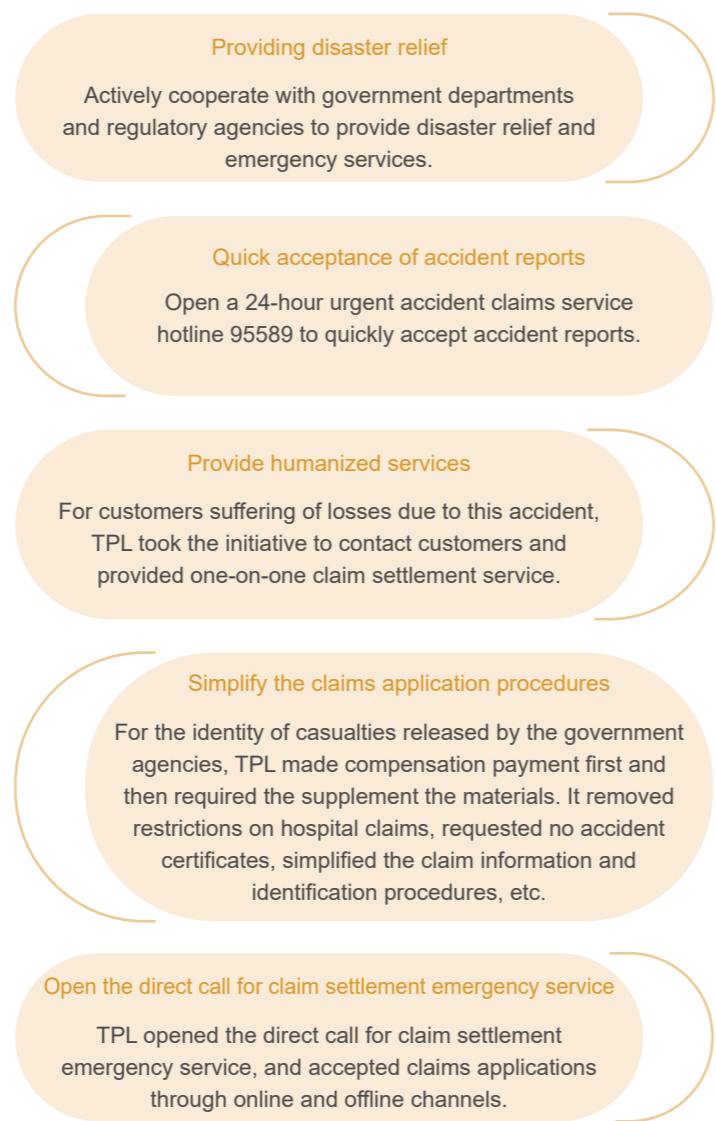 Providing disaster relief
Actively cooperate with government departments
and regulatory agencies to provide disaster relief and
emergency services.
Quick acceptance of accident reports
Open a 24-hour urgent accident claims service
hotline 95589 to quickly accept accident reports.
Provide humanized services
For customers suffering of losses due to this accident,
TPL took the initiative to contact customers and
provided one-on-one claim settlement service.
Simplify the claims application procedures
For the identity of casualties released by the government
agencies, TPL made compensation payment first and
then required the supplement the materials. It removed
restrictions on hospital claims, requested no accident
certificates, simplified the claim information and
identification procedures, etc.
Open the direct call for claim settlement emergency service
TPL opened the direct call for claim settlement
emergency service, and accepted claims applications
through online and offline channels.